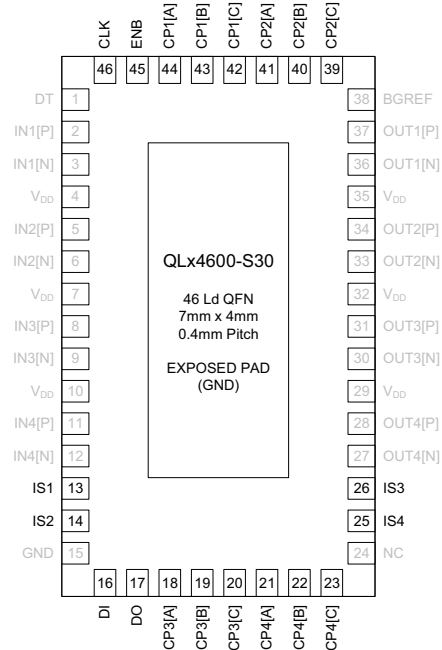 CLK ENB CP1[A] CP1[B] CP1[C] CP2[A] CP2[B] CP2[C]
46 45 44 43 42 41 40 39
DT 1
IN1[P] 2
IN1[N] 3
VDD 4
IN2[P] 5
IN2[N] 6
VDD 7
IN3[P] 8
IN3[N] 9
VDD 10
IN4[P] 11
IN4[N] 12
IS1 13
IS2 14
GND 15
QLx4600-S30
46 Ld QFN
7mm x 4mm
0.4mm Pitch
EXPOSED PAD
(GND)
38 BGREF
37 OUT1[P]
36 OUT1[N]
35 VDD
34 OUT2[P]
33 OUT2[N]
32 VDD
31 OUT3[P]
30 OUT3[N]
29 VDD
28 OUT4[P]
27 OUT4[N]
26 IS3
25 IS4
24 NC
16 17 18 19 20 21 22 23
DI DO CP3[A] CP3[B] CP3[C] CP4[A] CP4[B] CP4[C]